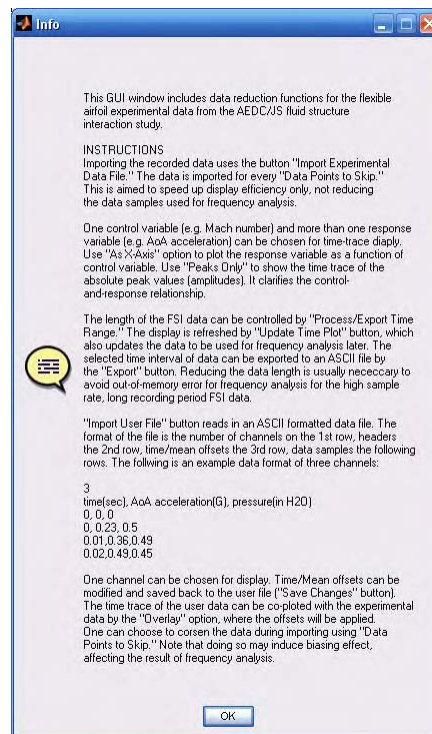 Info
This GUI window includes data reduction functions for the flexible
airfoil experimental data from the AEDC/JS fluid structure
interaction study.
INSTRUCTIONS
Importing the recorded data uses the button "Import Experimental
Data File." The data is imported for every "Data Points to Skip."
This is aimed to speed up display efficiency only, not reducing
the data samples used for frequency analysis.
One control variable (e.g. Mach number) and more than one response
variable (e.g. AoA acceleration) can be chosen for time-trace diaply.
Use "As X-Axis" option to plot the response variable as a function of
control variable. Use "Peaks Only" to show the time trace of the
absolute peak values (amplitudes). It clarifies the control-
and-response relationship.
The length of the FSI data can be controlled by "Process/Export Time
Range." The display is refreshed by "Update Time Plot" button, which
also updates the data to be used for frequency analysis later. The
selected time interval of data can be exported to an ASCII file by
the "Export" button. Reducing the data length is usually nececcary to
avoid out-of-memory error for frequency analysis for the high sample
rate, long recording period FSI data.
"Import User File" button reads in an ASCII formatted data file. The
format of the file is the number of channels on the 1st row, headers
the 2nd row, time/mean offsets the 3rd row, data samples the following
rows. The follwing is an example data format of three channels:
3
time(sec), AoA acceleration(G), pressure(in H2O)
0, 0, 0
0, 0.23, 0.5
0.01,0.36,0.49
0.02,0.49,0.45
One channel can be chosen for display. Time/Mean offsets can be
modified and saved back to the user file ("Save Changes" button).
The time trace of the user data can be co-ploted with the experimental
data by the "Overlay" option, where the offsets will be applied.
One can choose to corsen the data during importing using "Data
Points to Skip." Note that doing so may induce biasing effect,
affecting the result of frequency analysis.
OK